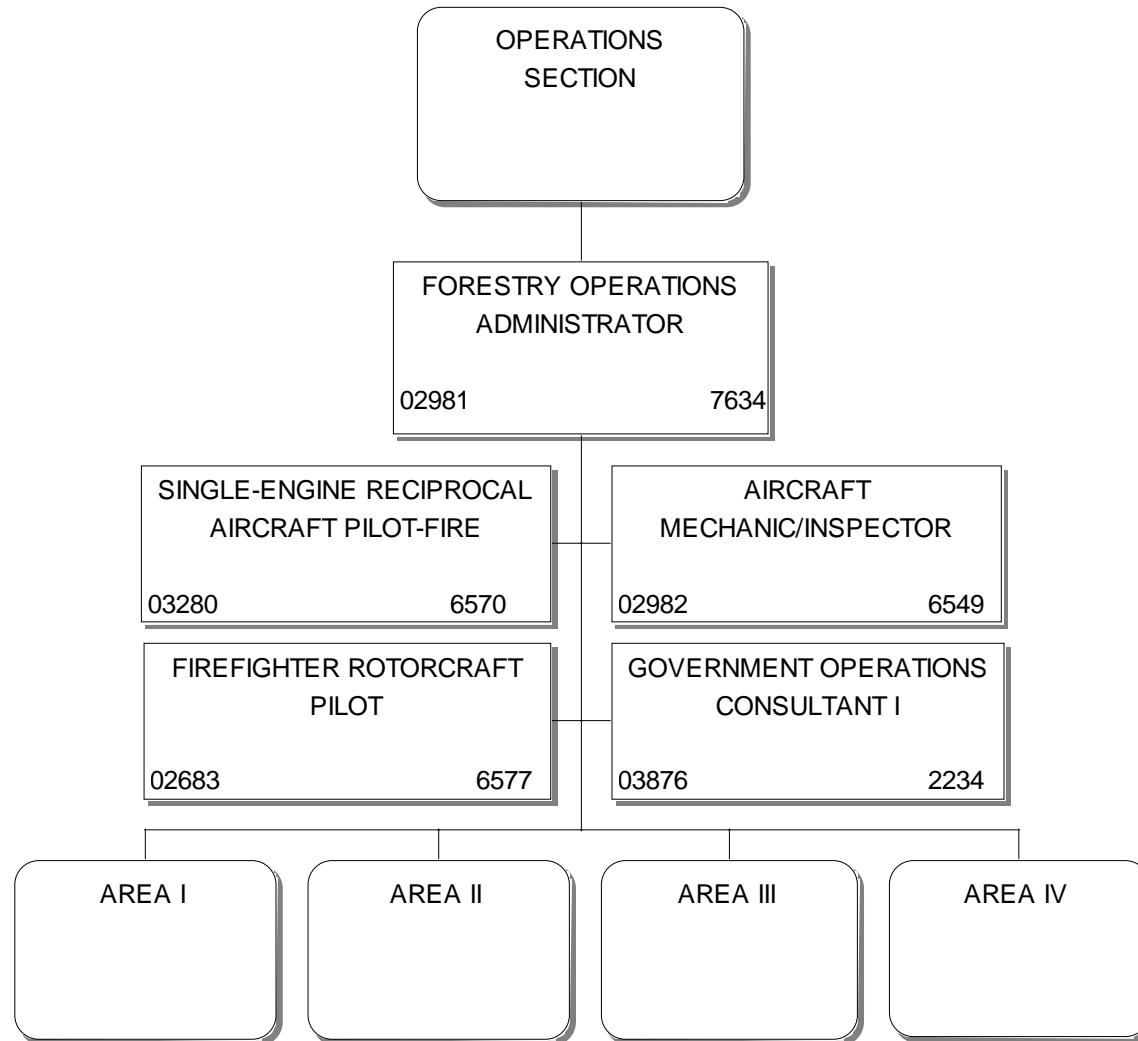 OPERATIONS
SECTION
FORESTRY OPERATIONS
ADMINISTRATOR
02981 7634
SINGLE-ENGINE RECIPROCAL
AIRCRAFT PILOT-FIRE
03280 6570
AIRCRAFT
MECHANIC/INSPECTOR
02982 6549
FIREFIGHTER ROTORCRAFT
PILOT
02683 6577
GOVERNMENT OPERATIONS
CONSULTANT I
03876 2234
AREA I
AREA II
AREA III
AREA IV